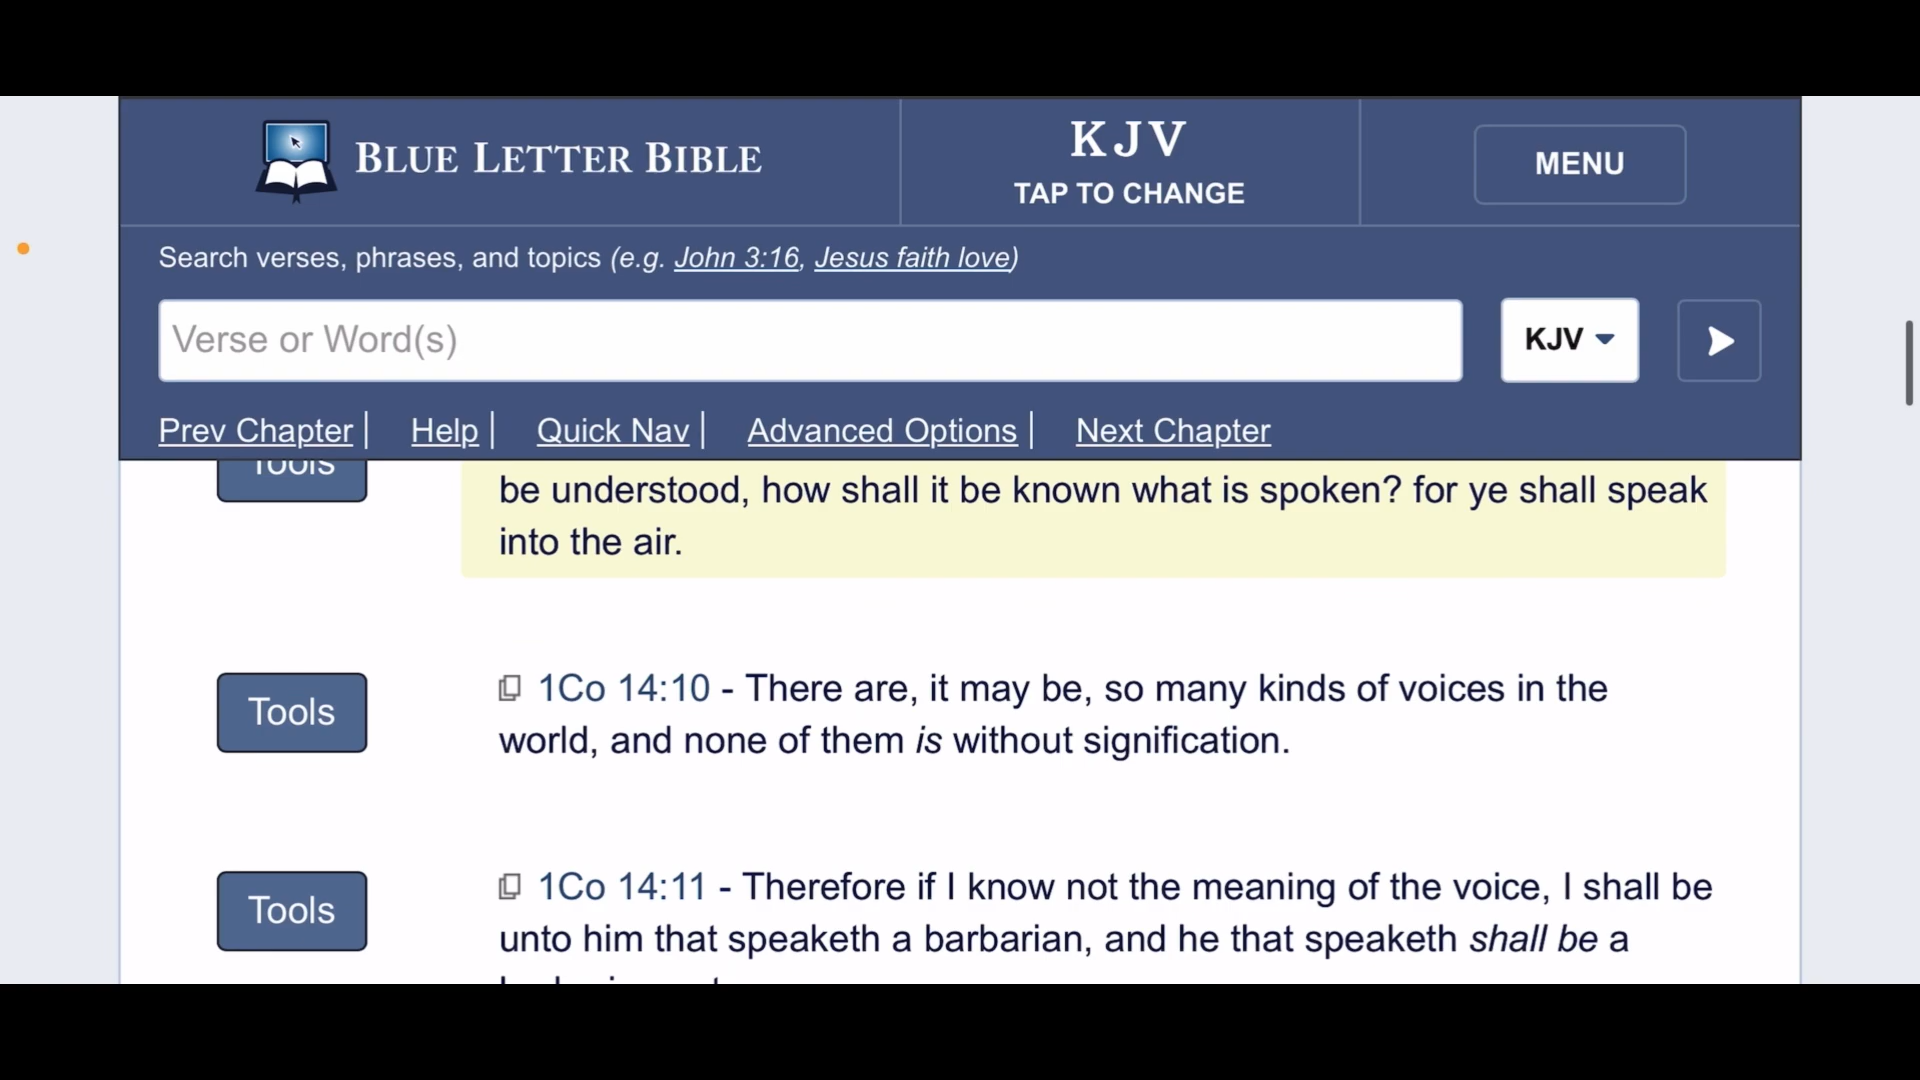 BLUE LETTER BIBLE
KJV
TAP TO CHANGE
MENU
Search verses, phrases, and topics (e.g. John 3:16, Jesus faith love)
Verse or Word(s)
KJV
Prev Chapter | Help | Quick Nav | Advanced Options | Next Chapter
Tools
be understood, how shall it be known what is spoken? for ye shall speak
into the air.
Tools
1Co 14:10 - There are, it may be, so many kinds of voices in the
world, and none of them is without signification.
Tools
1Co 14:11 - Therefore if I know not the meaning of the voice, I shall be
unto him that speaketh a barbarian, and he that speaketh shall be a